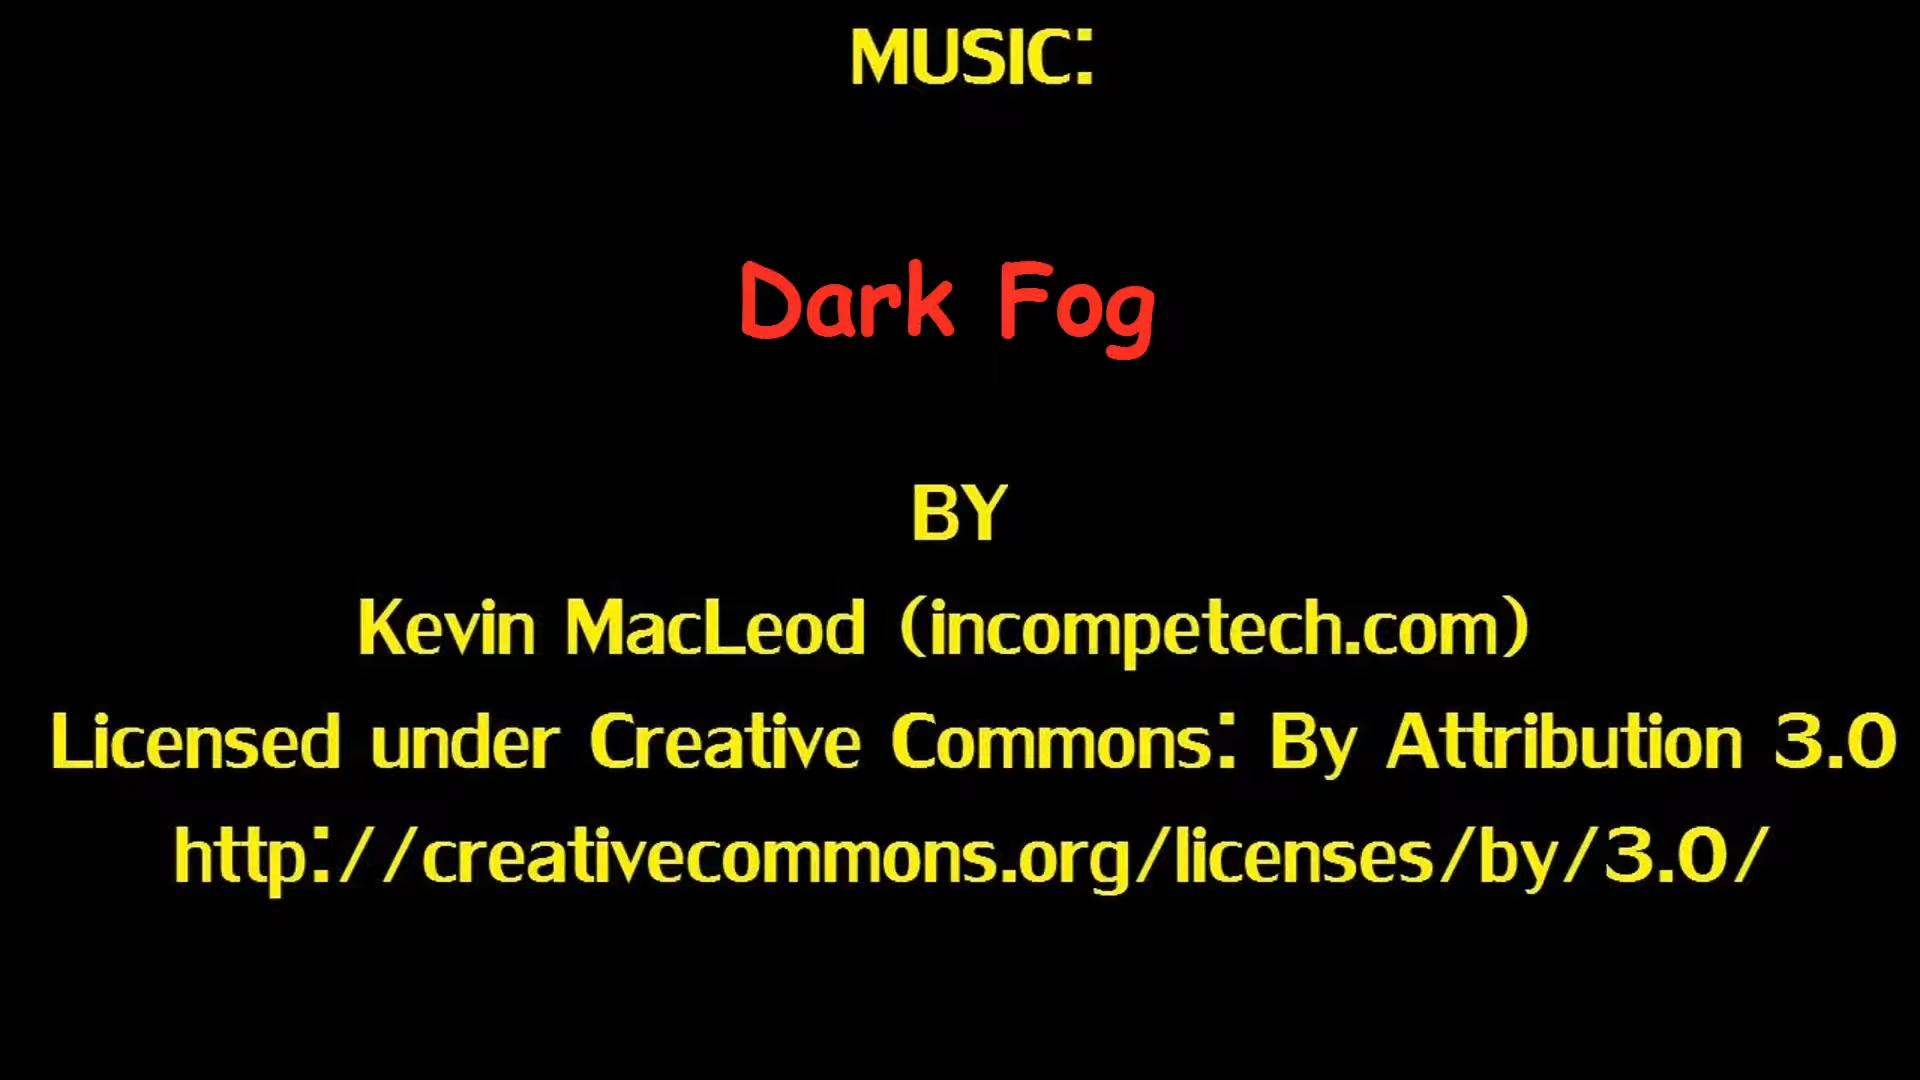 MUSIC:
Dark Fog
BY
Kevin MacLeod (incompetech.com)
Licensed under Creative Commons: By Attribution 3.0
http://creativecommons.org/licenses/by/3.0/